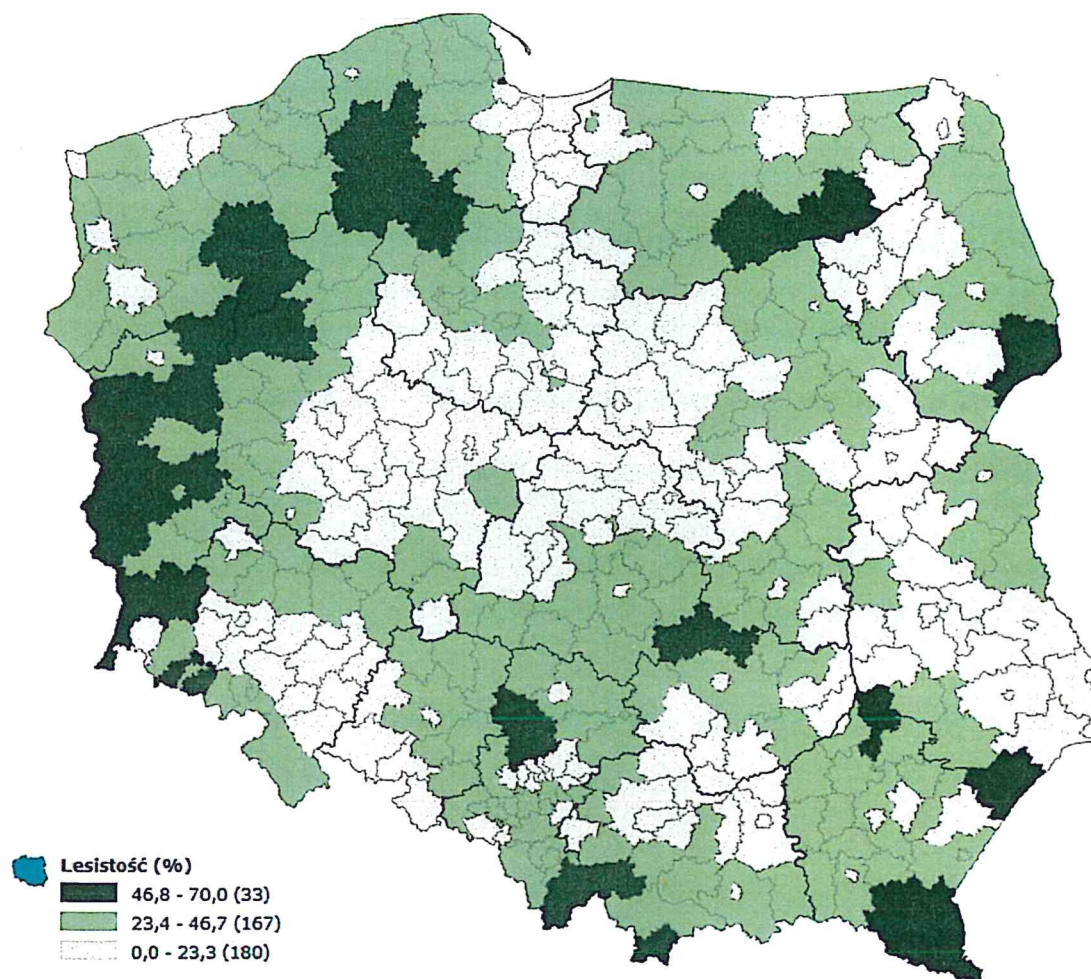 Lesistość (%)
46,8 - 70,0 (33)
23,4 - 46,7 (167)
0,0 - 23,3 (180)